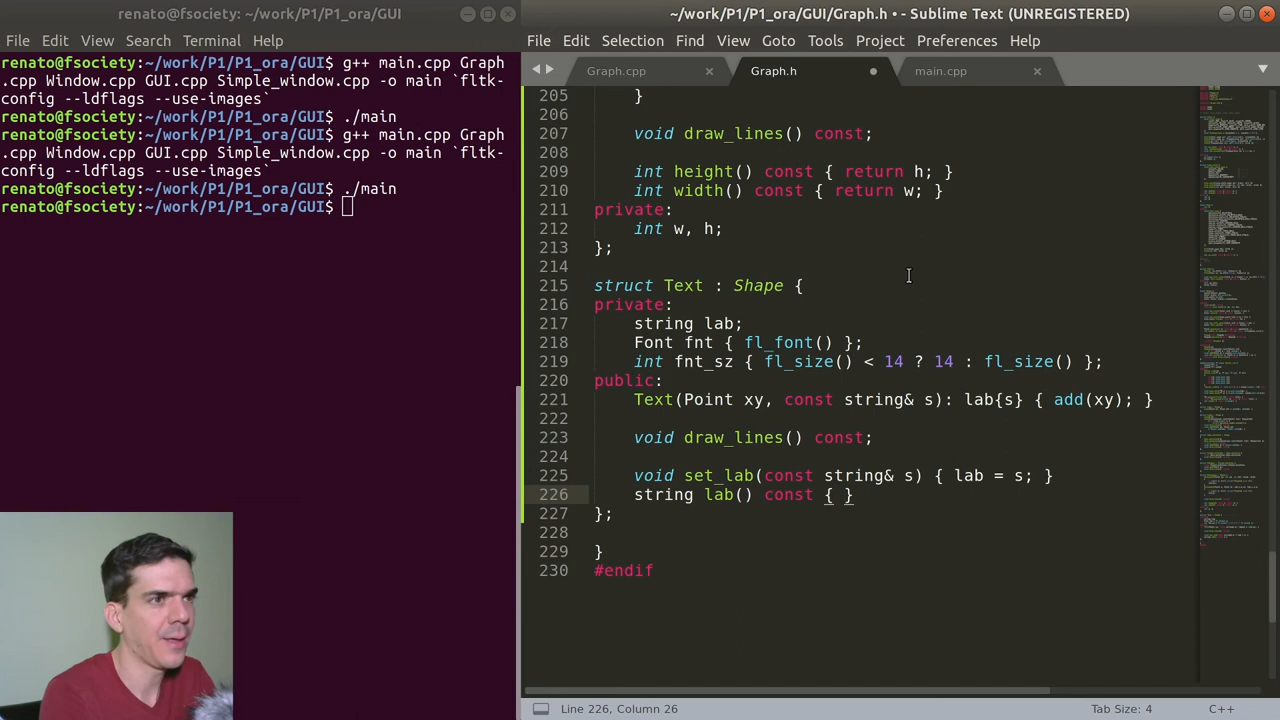 renato@fsociety: ~/work/P1/P1_ora/GUI
File Edit View Search Terminal Help
renato@fsociety:~/work/P1/P1_ora/GUI$ g++ main.cpp Graph
.cpp Window.cpp GUI.cpp Simple_window.cpp -o main `fltk-
config --ldflags --use-images`
renato@fsociety:~/work/P1/P1_ora/GUI$ ./main
renato@fsociety:~/work/P1/P1_ora/GUI$ g++ main.cpp Graph
.cpp Window.cpp GUI.cpp Simple_window.cpp -o main `fltk-
config --ldflags --use-images`
renato@fsociety:~/work/P1/P1_ora/GUI$ ./main
renato@fsociety:~/work/P1/P1_ora/GUI$
~/work/P1/P1_ora/GUI/Graph.h • - Sublime Text (UNREGISTERED)
File Edit Selection Find View Goto Tools Project Preferences Help
Graph.cpp Graph.h main.cpp
205 }
206
207 void draw_lines() const;
208
209 int height() const { return h; }
210 int width() const { return w; }
211 private:
212 int w, h;
213 };
214
215 struct Text : Shape {
216 private:
217 string lab;
218 Font fnt { fl_font() };
219 int fnt_sz { fl_size() < 14 ? 14 : fl_size() };
220 public:
221 Text(Point xy, const string& s): lab{s} { add(xy); }
222
223 void draw_lines() const;
224
225 void set_lab(const string& s) { lab = s; }
226 string lab() const { }
227 };
228
229 }
230 #endif
Line 226, Column 26 Tab Size: 4 C++